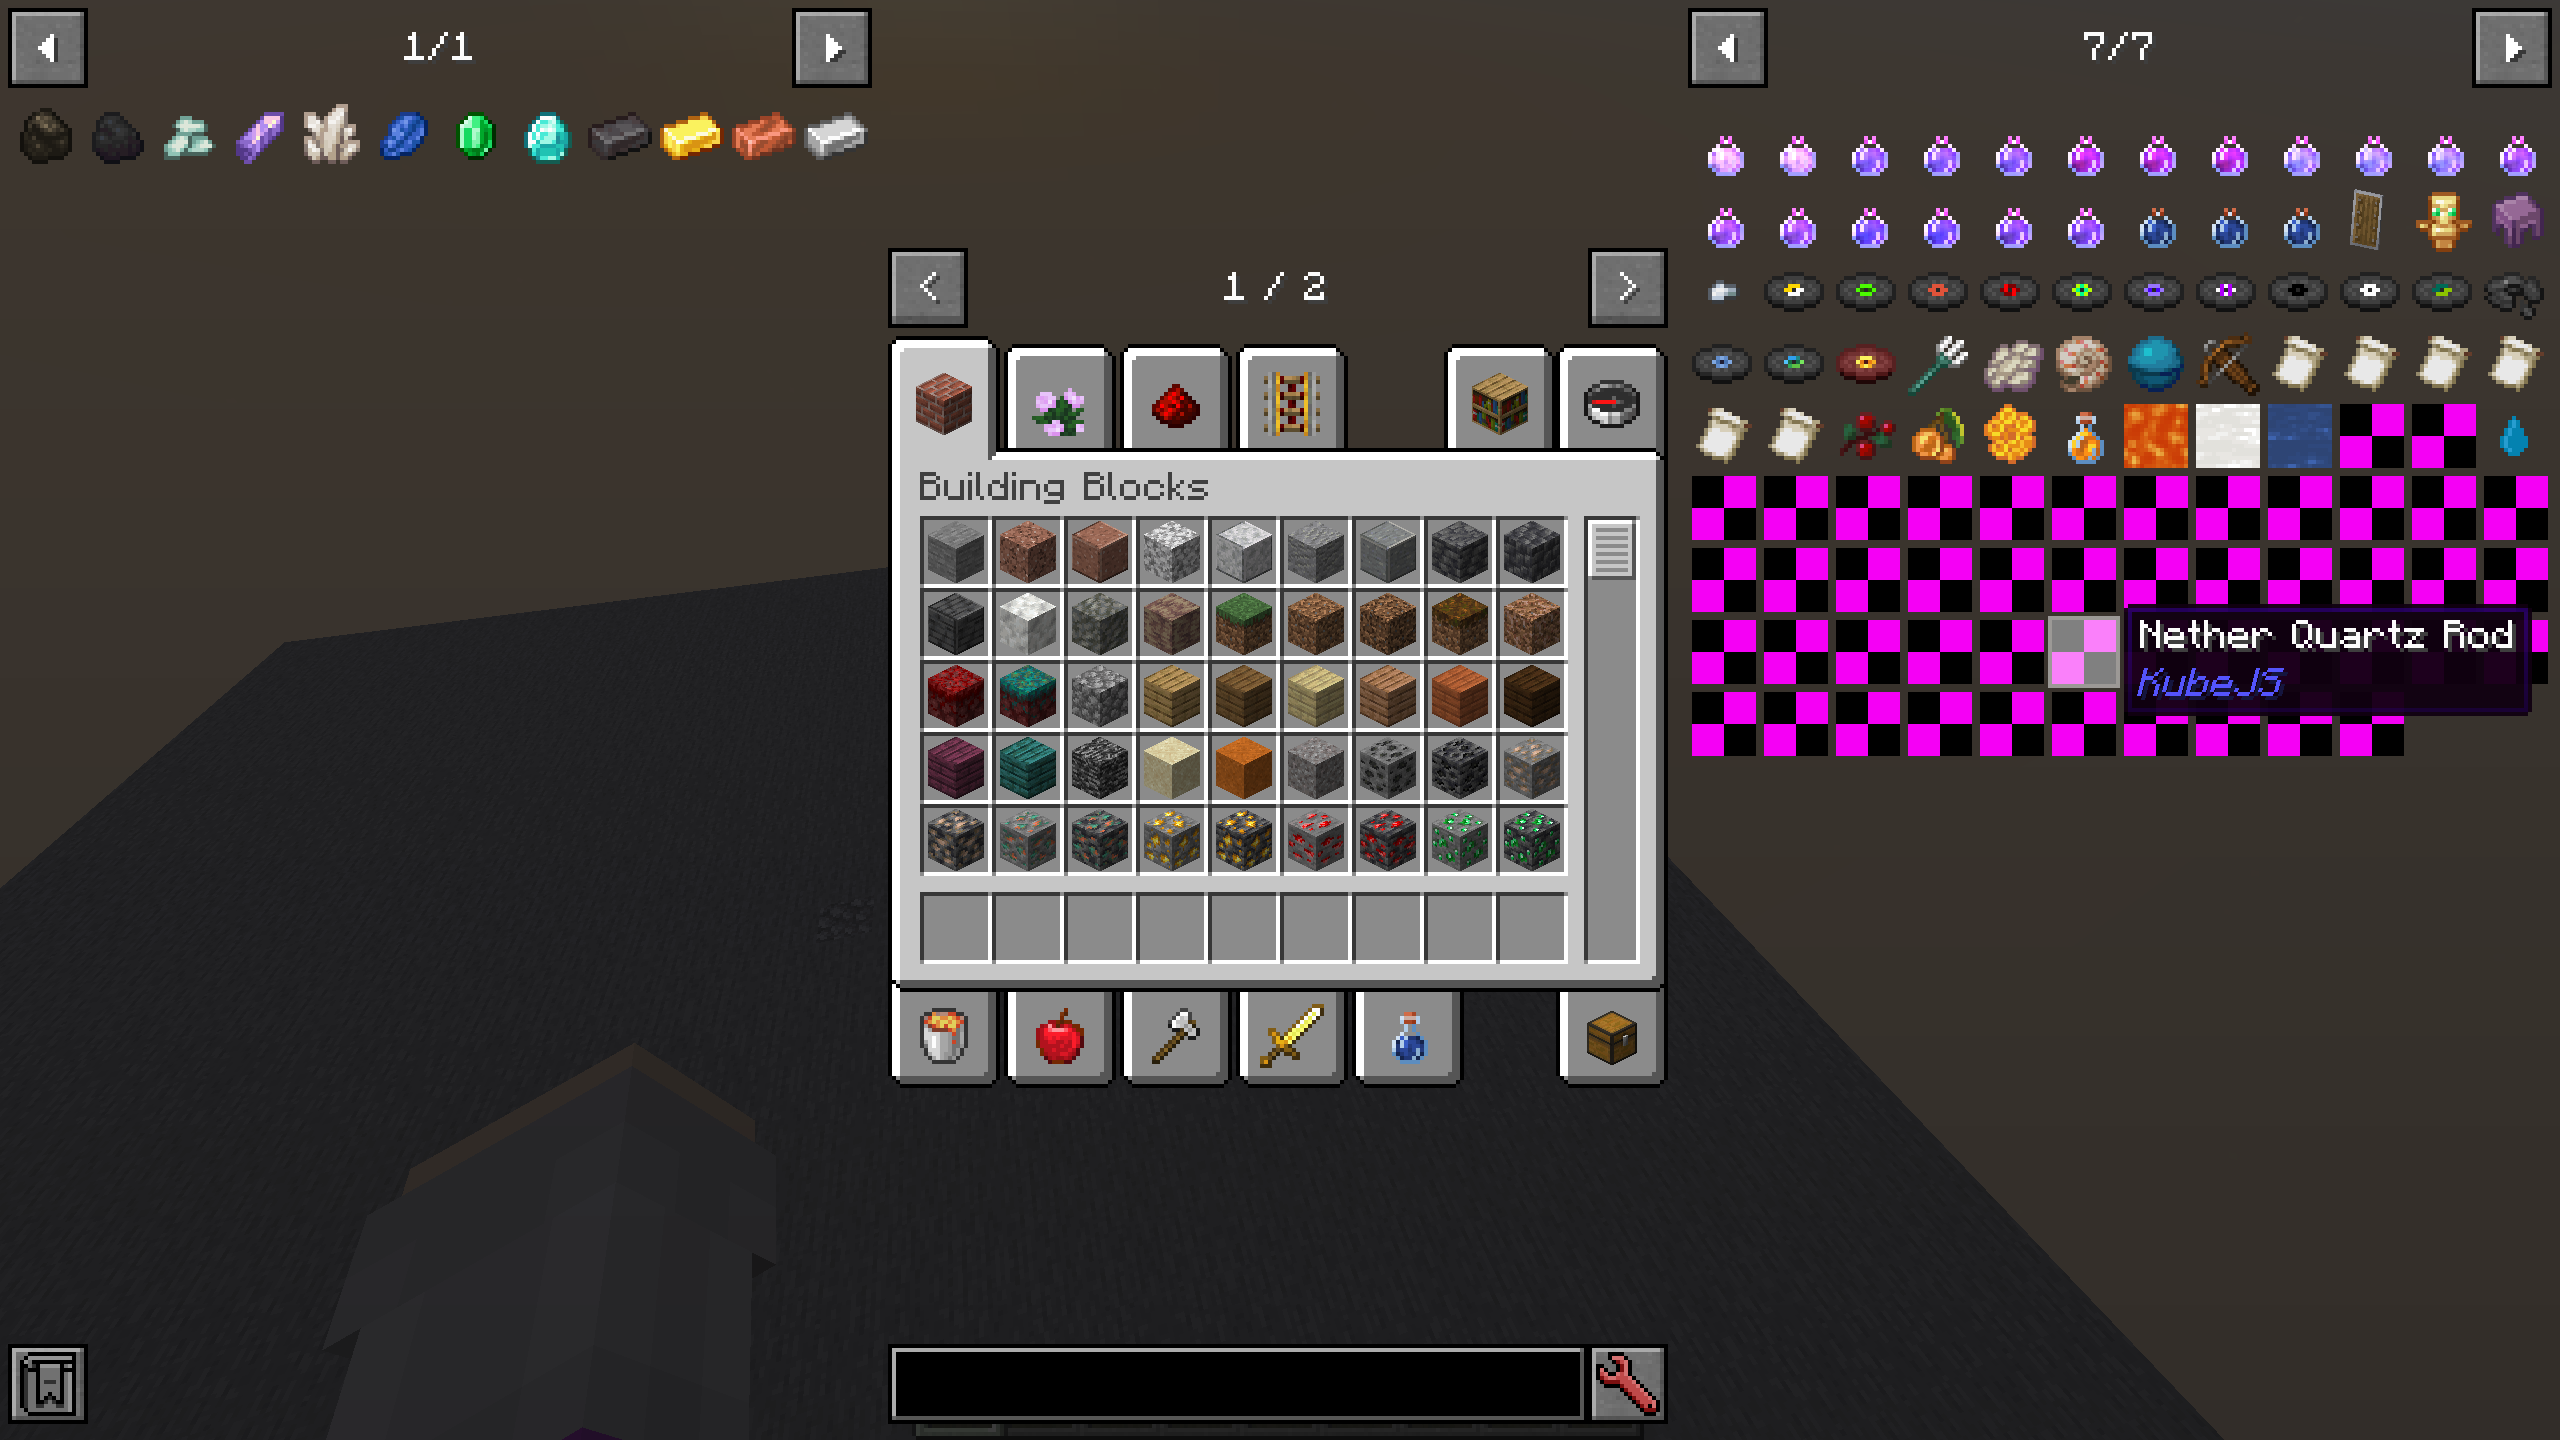 1/1
7/7
1 / 2
Building Blocks
Nether Quartz Rod
KubeJS